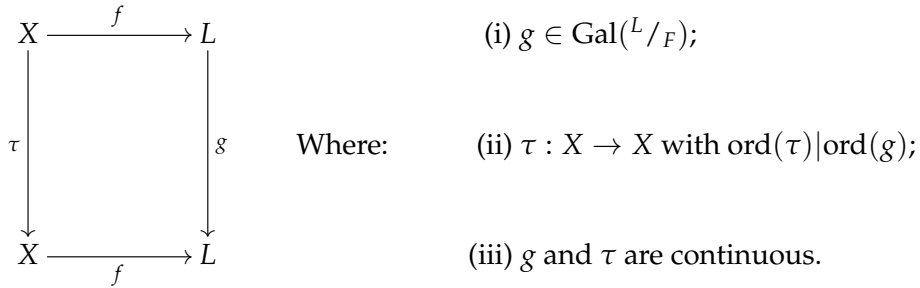 f
X L (i) g ∈ Gal(ᴸ/F);
τ g Where: (ii) τ : X → X with ord(τ)|ord(g);
X L (iii) g and τ are continuous.
f